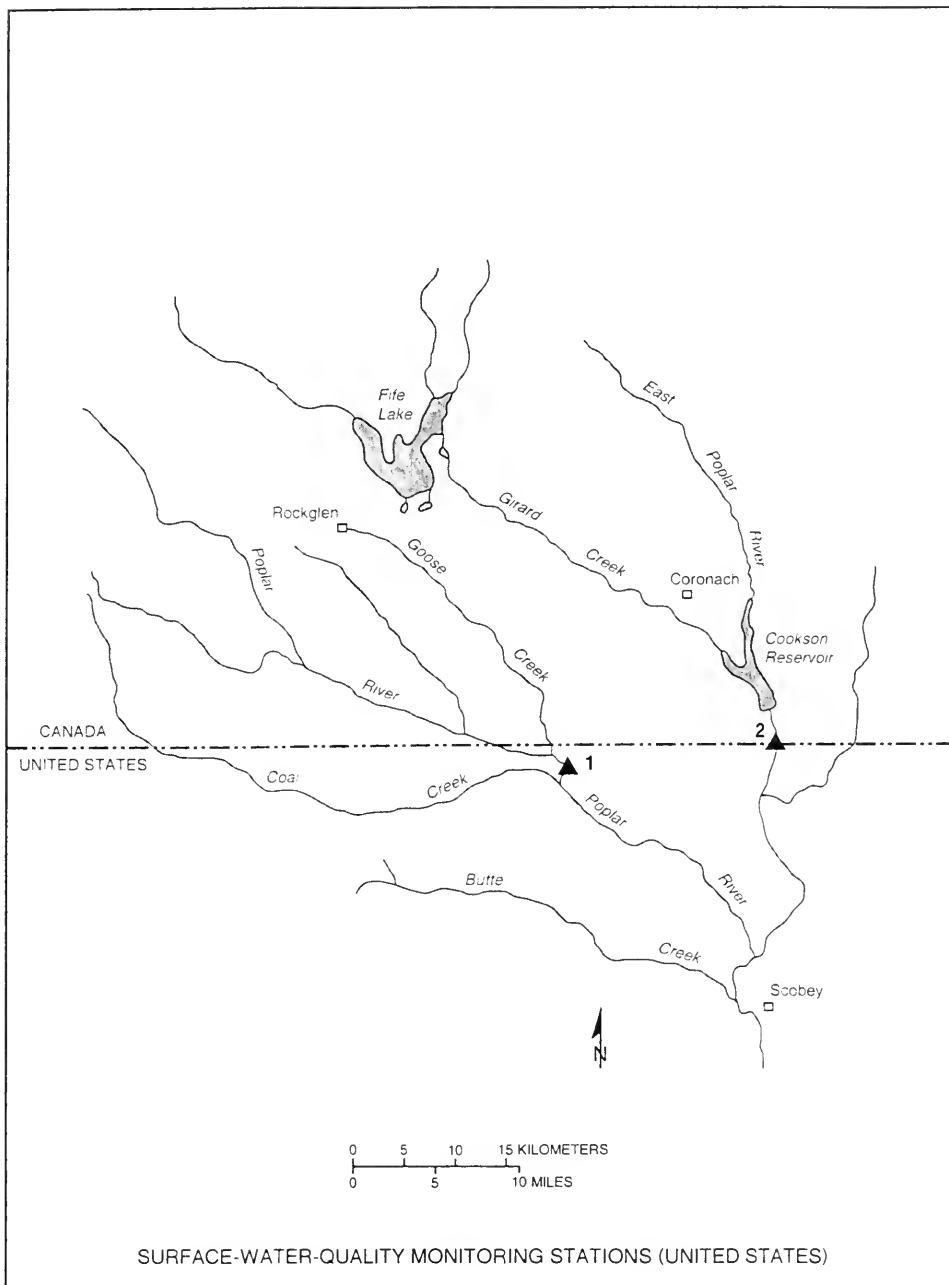 Fife
Lake
East
Poplar
River
Girard
Creek
Rockglen
Goose
Creek
Coronach
Poplar
River
Cookson
Reservoir
CANADA
UNITED STATES
1
2
Coal
Creek
Poplar
River
Butte
Creek
Scobey
N
0 5 10 15 KILOMETERS
0 5 10 MILES
SURFACE-WATER-QUALITY MONITORING STATIONS (UNITED STATES)